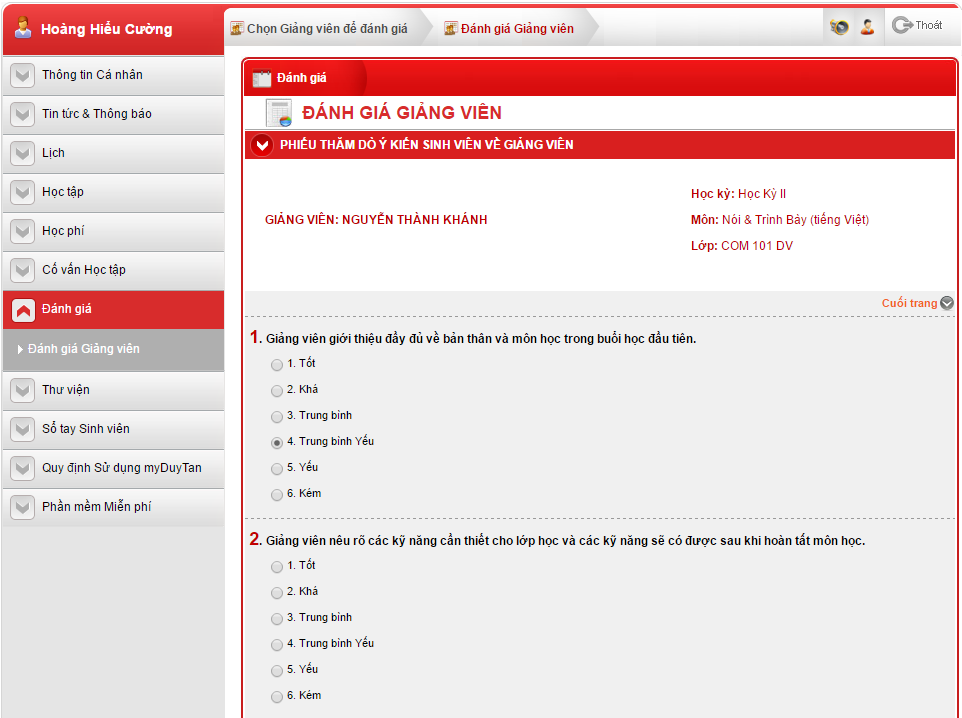 Hoàng Hiếu Cường
Chọn Giảng viên để đánh giá
Đánh giá Giảng viên
Thoát
Thông tin Cá nhân
Tin tức & Thông báo
Lịch
Học tập
Học phí
Cố vấn Học tập
Đánh giá
Đánh giá Giảng viên
Thư viện
Sổ tay Sinh viên
Quy định Sử dụng myDuyTan
Phần mềm Miễn phí
Đánh giá
ĐÁNH GIÁ GIẢNG VIÊN
PHIẾU THĂM DÒ Ý KIẾN SINH VIÊN VỀ GIẢNG VIÊN
GIẢNG VIÊN: NGUYỄN THÀNH KHÁNH
Học kỳ: Học Kỳ II
Môn: Nói & Trình Bày (tiếng Việt)
Lớp: COM 101 DV
Cuối trang
1. Giảng viên giới thiệu đầy đủ về bản thân và môn học trong buổi học đầu tiên.
1. Tốt
2. Khá
3. Trung bình
4. Trung bình Yếu
5. Yếu
6. Kém
2. Giảng viên nêu rõ các kỹ năng cần thiết cho lớp học và các kỹ năng sẽ có được sau khi hoàn tất môn học.
1. Tốt
2. Khá
3. Trung bình
4. Trung bình Yếu
5. Yếu
6. Kém